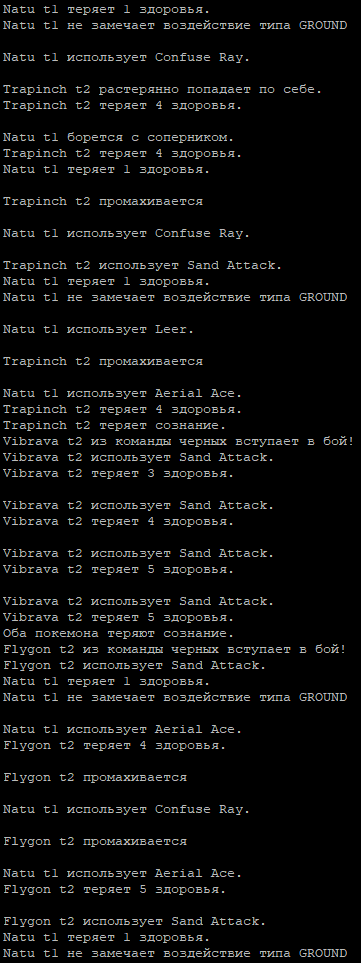 Natu t1 теряет 1 здоровья.
Natu t1 не замечает воздействие типа GROUND
Natu t1 использует Confuse Ray.
Trapinch t2 растерянно попадает по себе.
Trapinch t2 теряет 4 здоровья.
Natu t1 борется с соперником.
Trapinch t2 теряет 4 здоровья.
Natu t1 теряет 1 здоровья.
Trapinch t2 промахивается
Natu t1 использует Confuse Ray.
Trapinch t2 использует Sand Attack.
Natu t1 теряет 1 здоровья.
Natu t1 не замечает воздействие типа GROUND
Natu t1 использует Leer.
Trapinch t2 промахивается
Natu t1 использует Aerial Ace.
Trapinch t2 теряет 4 здоровья.
Trapinch t2 теряет сознание.
Vibrava t2 из команды черных вступает в бой!
Vibrava t2 использует Sand Attack.
Vibrava t2 теряет 3 здоровья.
Vibrava t2 использует Sand Attack.
Vibrava t2 теряет 4 здоровья.
Vibrava t2 использует Sand Attack.
Vibrava t2 теряет 5 здоровья.
Vibrava t2 использует Sand Attack.
Vibrava t2 теряет 5 здоровья.
Оба покемона теряют сознание.
Flygon t2 из команды черных вступает в бой!
Flygon t2 использует Sand Attack.
Natu t1 теряет 1 здоровья.
Natu t1 не замечает воздействие типа GROUND
Natu t1 использует Aerial Ace.
Flygon t2 теряет 4 здоровья.
Flygon t2 промахивается
Natu t1 использует Confuse Ray.
Flygon t2 промахивается
Natu t1 использует Aerial Ace.
Flygon t2 теряет 5 здоровья.
Flygon t2 использует Sand Attack.
Natu t1 теряет 1 здоровья.
Natu t1 не замечает воздействие типа GROUND